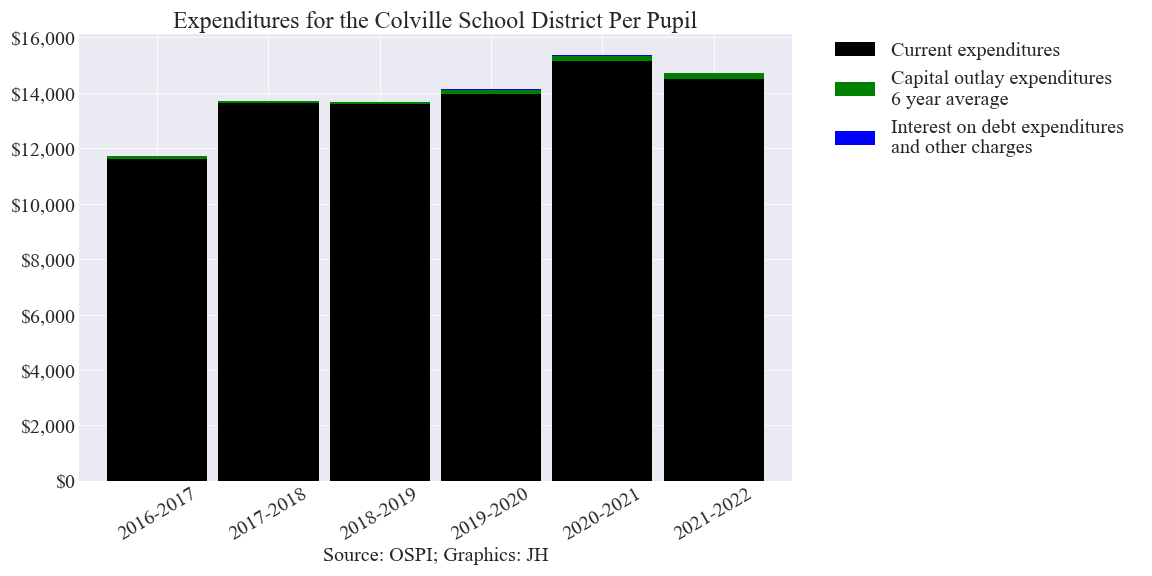 Expenditures for the Colville School District Per Pupil
$16,000
$14,000
$12,000
$10,000
$8,000
$6,000
$4,000
$2,000
$0
2016-2017
2017-2018
2018-2019
2019-2020
2020-2021
2021-2022
Source: OSPI; Graphics: JH
Current expenditures
Capital outlay expenditures
6 year average
Interest on debt expenditures
and other charges